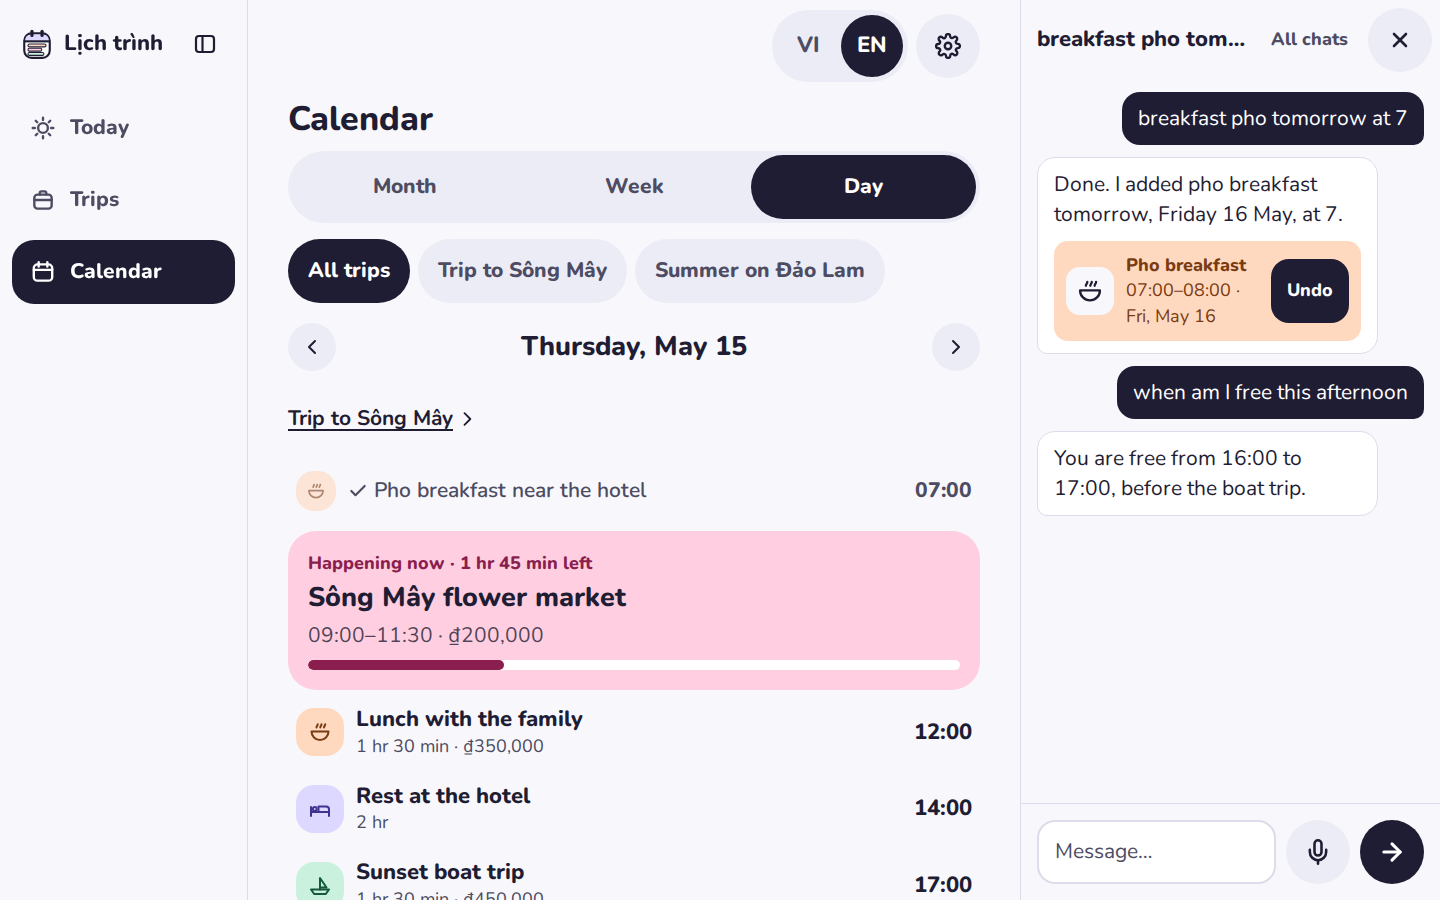 Lịch trình
Today
Trips
Calendar
VI
EN
Calendar
Month
Week
Day
All trips
Trip to Sông Mây
Summer on Đảo Lam
Thursday, May 15
Trip to Sông Mây
Pho breakfast near the hotel
07:00
Happening now · 1 hr 45 min left
Sông Mây flower market
09:00–11:30 · ₫200,000
Lunch with the family
12:00
1 hr 30 min · ₫350,000
Rest at the hotel
14:00
2 hr
Sunset boat trip
17:00
1 hr 30 min · ₫450,000
breakfast pho tom...
All chats
breakfast pho tomorrow at 7
Done. I added pho breakfast
tomorrow, Friday 16 May, at 7.
Pho breakfast
07:00–08:00 ·
Fri, May 16
Undo
when am I free this afternoon
You are free from 16:00 to
17:00, before the boat trip.
Message...